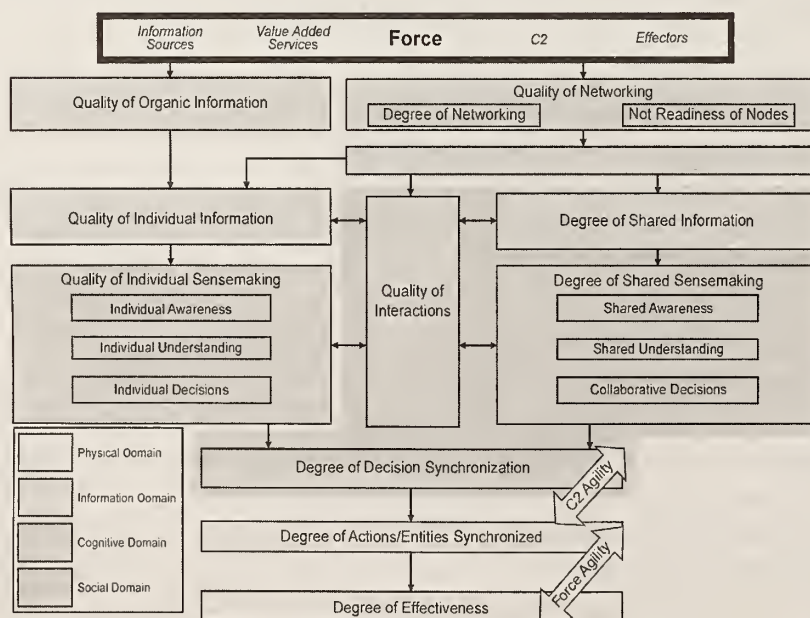 Information
Sources
Value Added
Services
Force
C2
Effectors
Quality of Organic Information
Quality of Networking
Degree of Networking
Not Readiness of Nodes
Quality of Individual Information
Quality of
Interactions
Degree of Shared Information
Quality of Individual Sensemaking
Individual Awareness
Individual Understanding
Individual Decisions
Degree of Shared Sensemaking
Shared Awareness
Shared Understanding
Collaborative Decisions
Physical Oomain
Information Oomain
Cognitive Domain
Social Domain
Degree of Decision Synchronization
C2 Agility
Degree of Actions/Entities Synchronized
Force Agility
Degree of Effectiveness